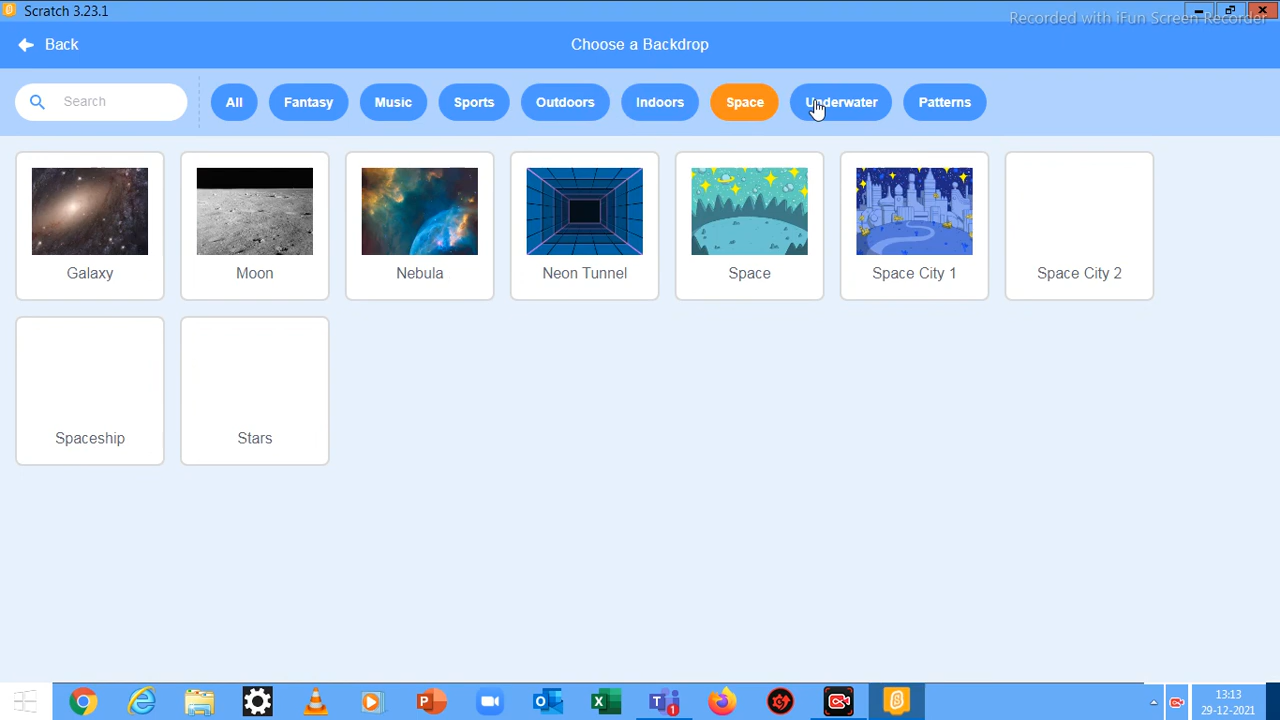 Scratch 3.23.1
Recorded with iFun Screen Recorder
Back
Choose a Backdrop
Search
All
Fantasy
Music
Sports
Outdoors
Indoors
Space
Underwater
Patterns
Galaxy
Moon
Nebula
Neon Tunnel
Space
Space City 1
Space City 2
Spaceship
Stars
1
13:13
29-12-2021